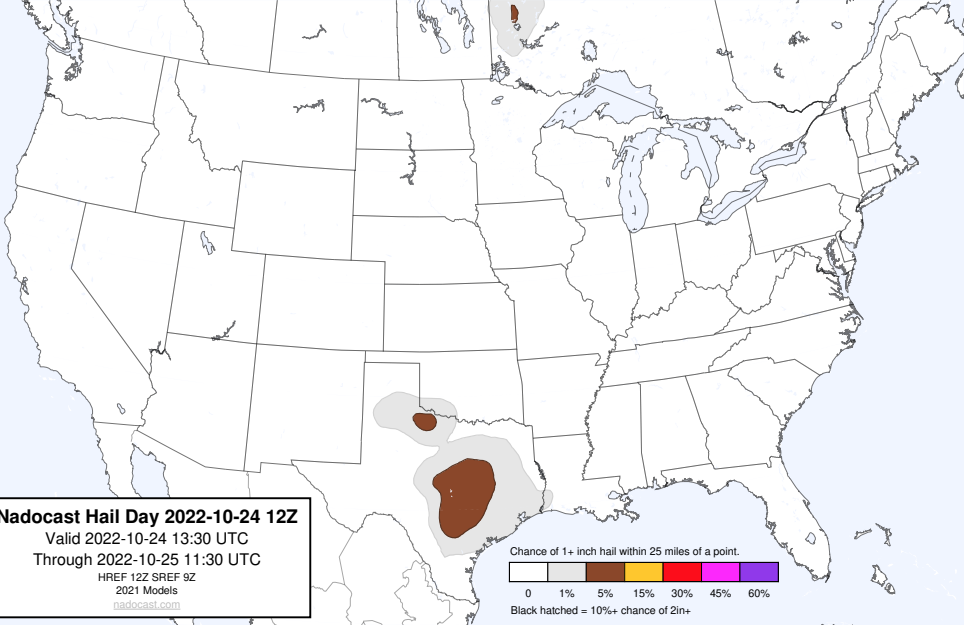 Nadocast Hail Day 2022-10-24 12Z
Valid 2022-10-24 13:30 UTC
Through 2022-10-25 11:30 UTC
HREF 12Z SREF 9Z
2021 Models
nadocast.com
Chance of 1+ inch hail within 25 miles of a point.
0 1% 5% 15% 30% 45% 60%
Black hatched = 10%+ chance of 2in+